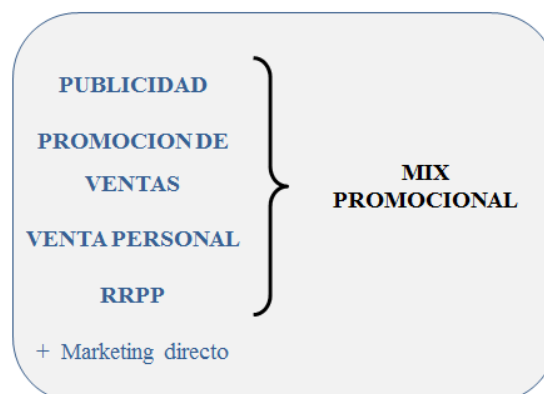 PUBLICIDAD
PROMOCION DE
VENTAS
VENTA PERSONAL
RRPP
+ Marketing directo
MIX
PROMOCIONAL